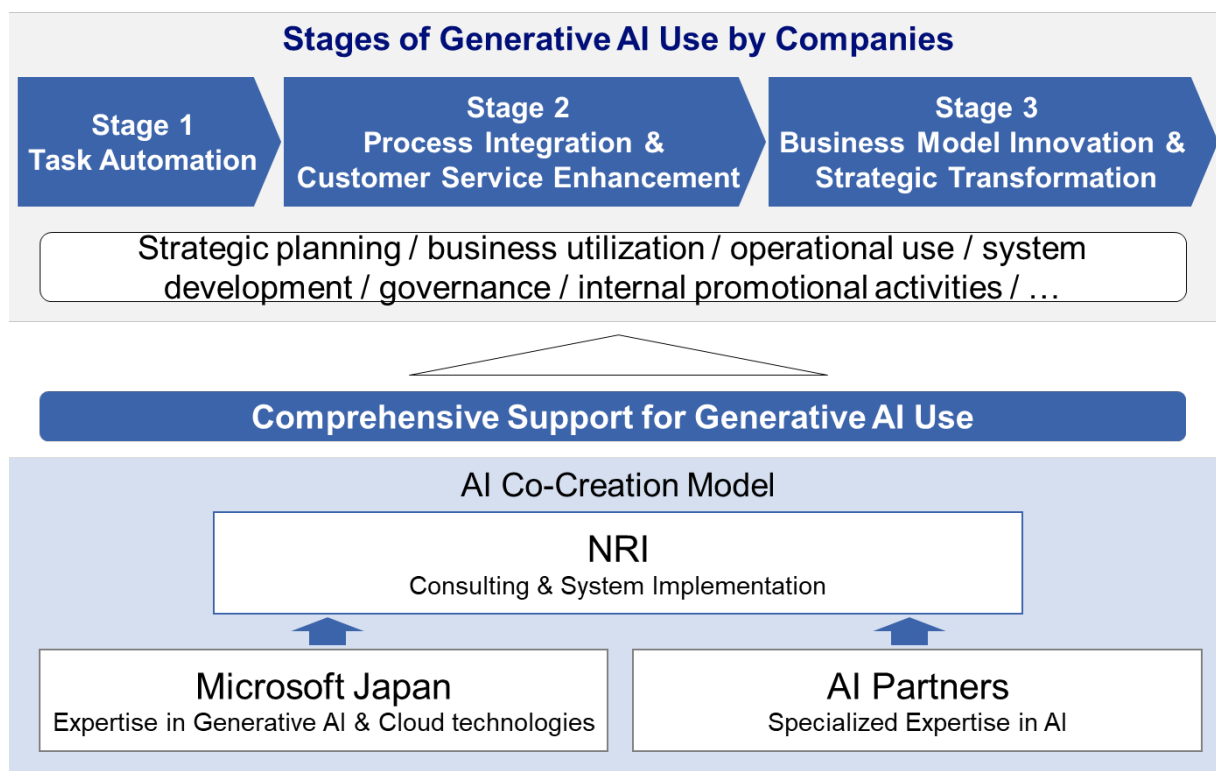 Stages of Generative AI Use by Companies
Stage 1
Task Automation
Stage 2
Process Integration &
Customer Service Enhancement
Stage 3
Business Model Innovation &
Strategic Transformation
Strategic planning / business utilization / operational use / system
development / governance / internal promotional activities / …
Comprehensive Support for Generative AI Use
AI Co-Creation Model
NRI
Consulting & System Implementation
Microsoft Japan
Expertise in Generative AI & Cloud technologies
AI Partners
Specialized Expertise in AI